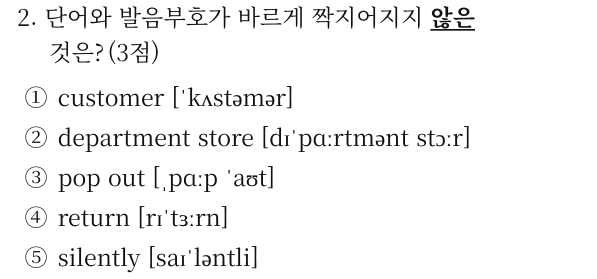 2. 단어와 발음부호가 바르게 짝지어지지 않은
것은? (3점)
① customer [ˈkʌstəmər]
② department store [dɪˈpɑːrtmənt stɔːr]
③ pop out [ˌpɑːp ˈaʊt]
④ return [rɪˈtɜːrn]
⑤ silently [saɪˈləntli]